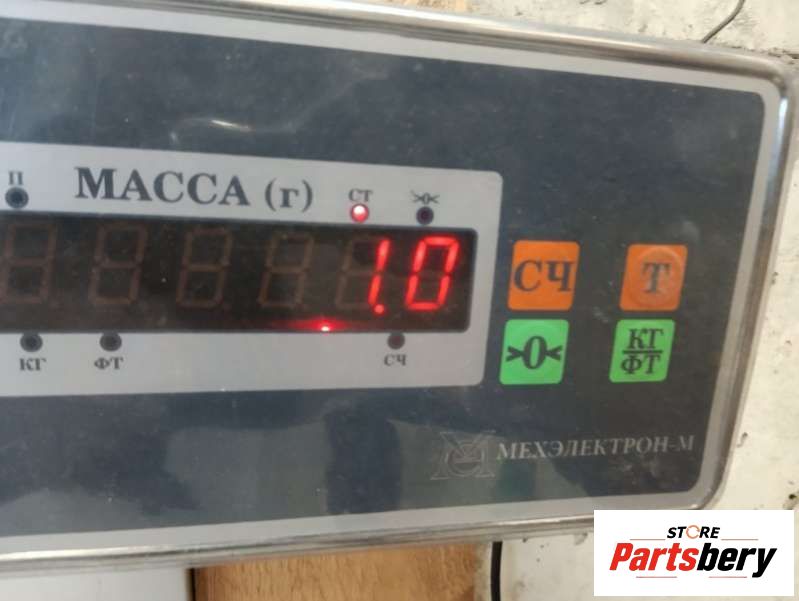 П
МАССА (г)
СТ
>0<
1.0
КГ
ФТ
СЧ
СЧ
Т
>0<
КГ
ФТ
МЕХЭЛЕКТРОН-М
STORE
Partsbery